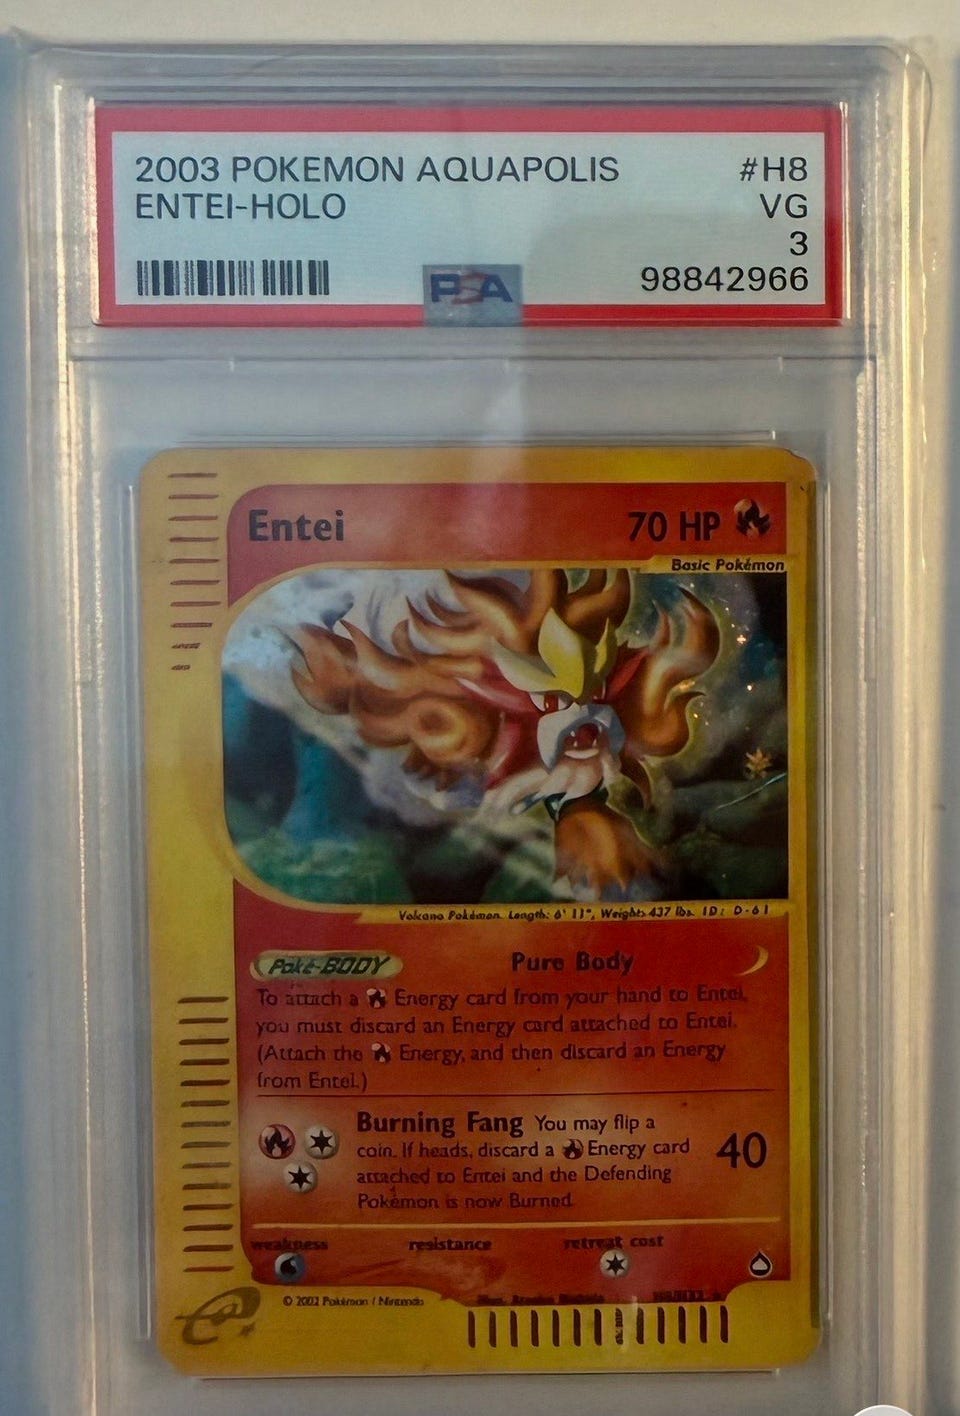 2003 POKEMON AQUAPOLIS #H8
ENTEI-HOLO VG
3
98842966
PSA
Entei 70 HP
Basic Pokémon
Volcano Pokémon. Length: 6' 11", Weight: 437 lbs. ID: D-61
Poké-BODY Pure Body
To attach a Energy card from your hand to Entei,
you must discard an Energy card attached to Entei.
(Attach the Energy, and then discard an Energy
from Entei.)
Burning Fang You may flip a
coin. If heads, discard a Energy card 40
attached to Entei and the Defending
Pokémon is now Burned.
weakness resistance retreat cost
© 2002 Pokémon / Nintendo
e